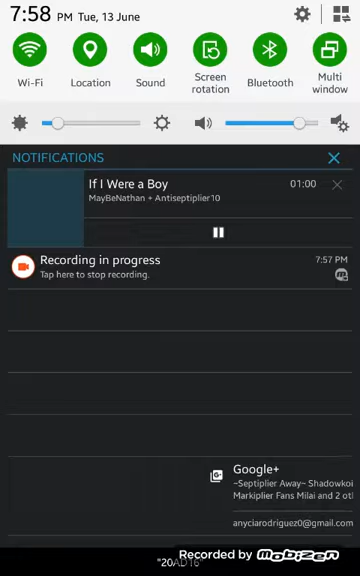 7:58 PM Tue, 13 June
Wi-Fi
Location
Sound
Screen rotation
Bluetooth
Multi window
NOTIFICATIONS
If I Were a Boy 01:00
MayBeNathan + Antiseptiplier10
Recording in progress 7:57 PM
Tap here to stop recording.
Google+
~Septiplier Away~ Shadowkoi
Markiplier Fans Milai and 2 otl
anyciarodriguez0@gmail.com
Recorded by Mobizen
"20AD16"